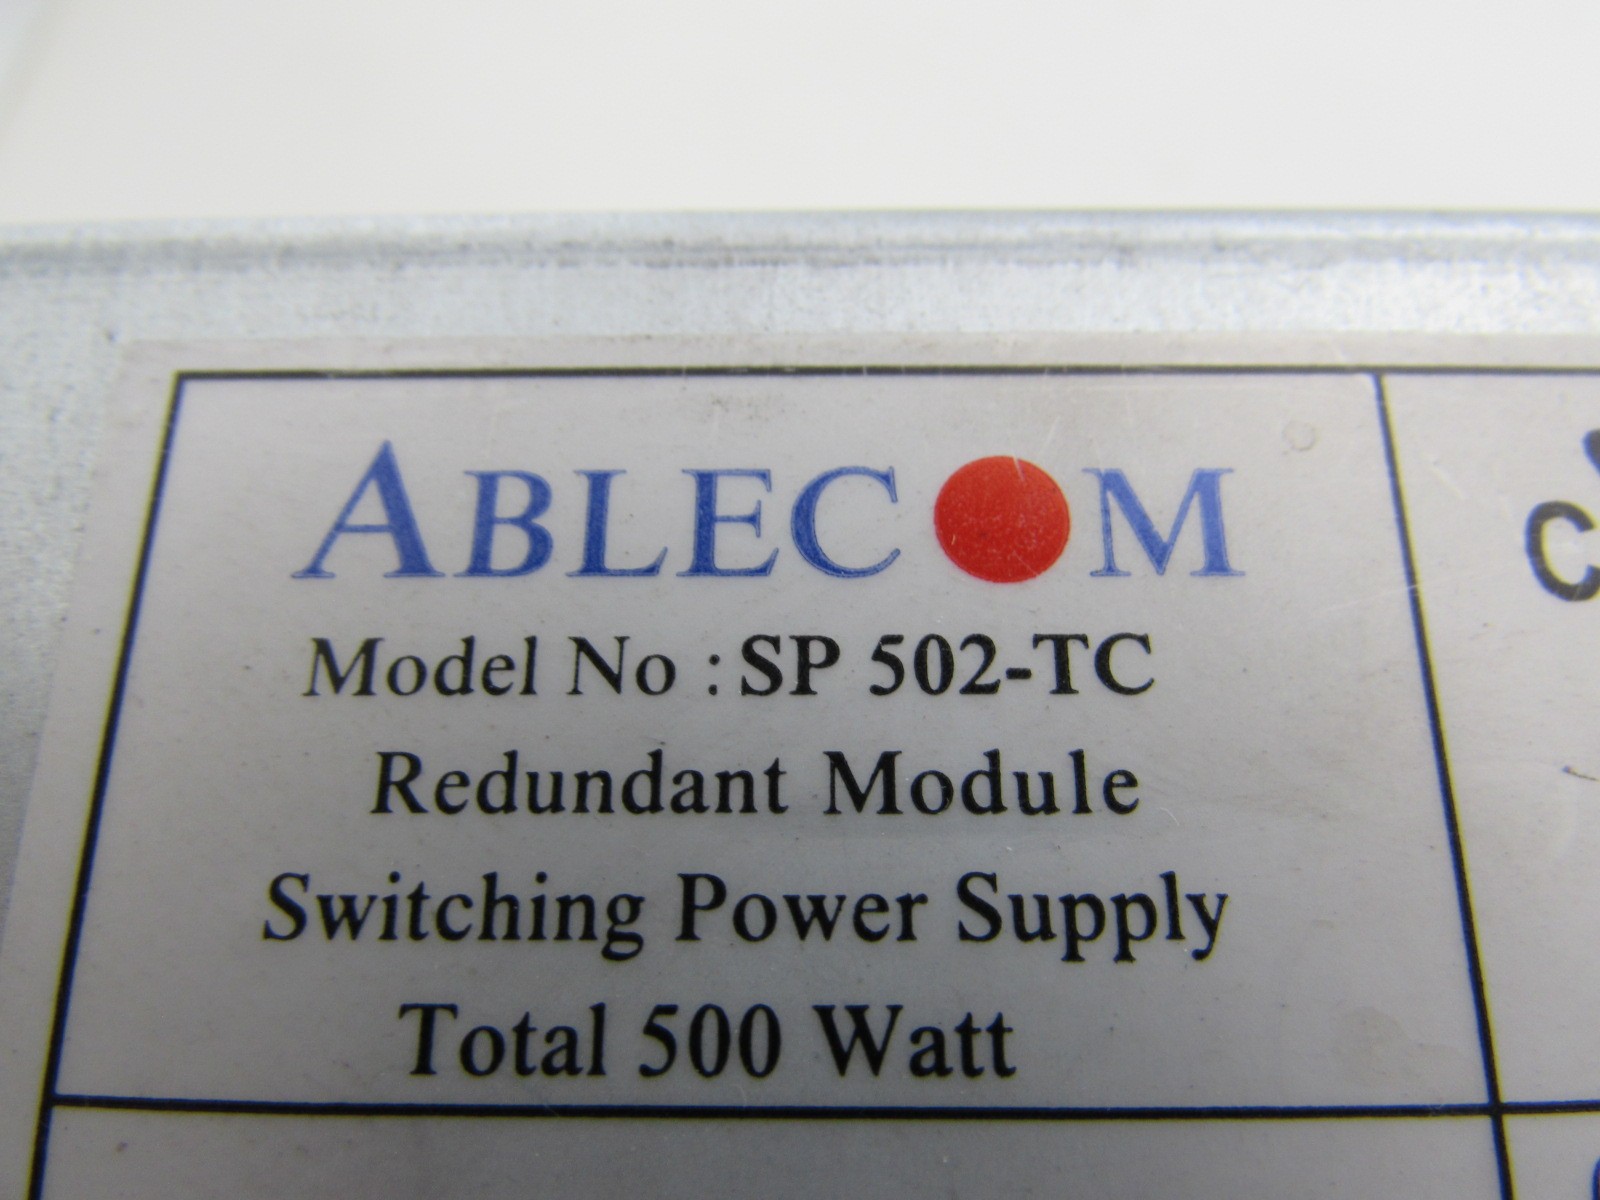 ABLECOM
Model No : SP 502-TC
Redundant Module
Switching Power Supply
Total 500 Watt